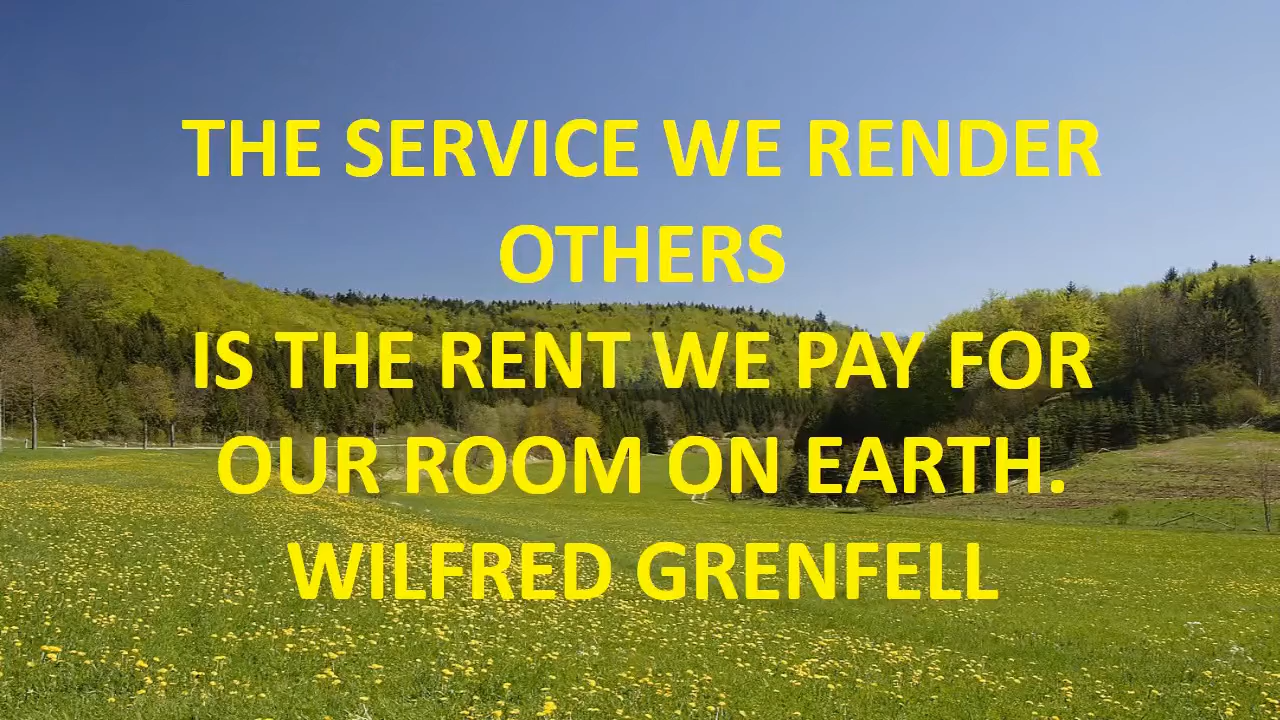 THE SERVICE WE RENDER
OTHERS
IS THE RENT WE PAY FOR
OUR ROOM ON EARTH.
WILFRED GRENFELL